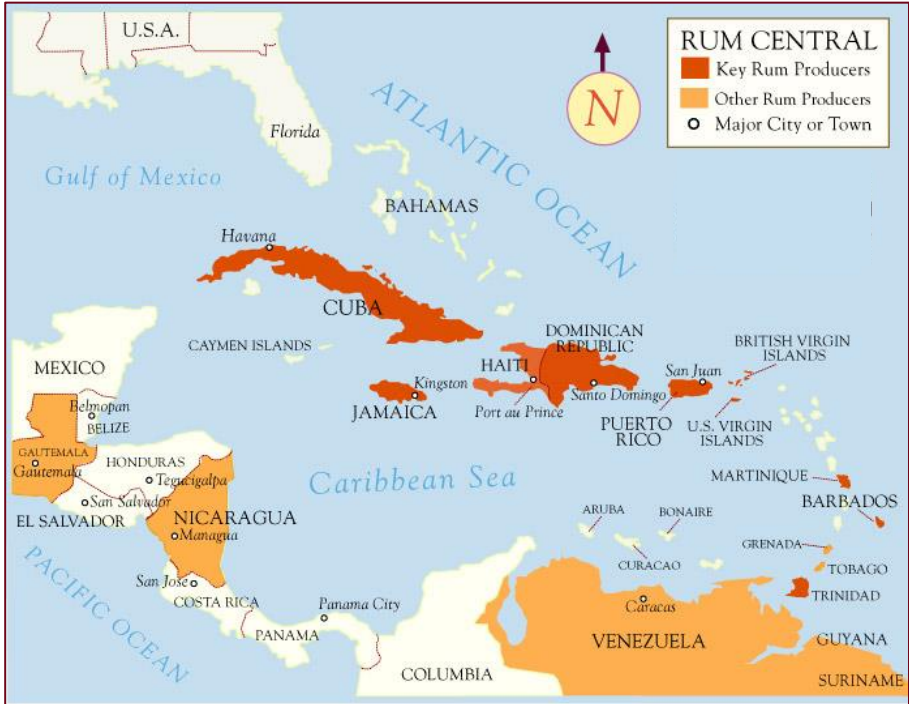 U.S.A.
RUM CENTRAL
Key Rum Producers
Other Rum Producers
Major City or Town
N
Florida
ATLANTIC OCEAN
Gulf of Mexico
BAHAMAS
Havana
CUBA
CAYMEN ISLANDS
DOMINICAN
REPUBLIC
BRITISH VIRGIN
ISLANDS
MEXICO
HAITI
San Juan
Kingston
JAMAICA
Port au Prince
Santo Domingo
PUERTO
RICO
U.S. VIRGIN
ISLANDS
Belmopan
BELIZE
GAUTEMALA
Gautemala
HONDURAS
Tegucigalpa
Caribbean Sea
MARTINIQUE
BARBADOS
San Salvador
EL SALVADOR
NICARAGUA
Managua
ARUBA
BONAIRE
CURACAO
GRENADA
TOBAGO
TRINIDAD
PACIFIC OCEAN
San Jose
COSTA RICA
Panama City
PANAMA
Caracas
VENEZUELA
GUYANA
COLUMBIA
SURINAME